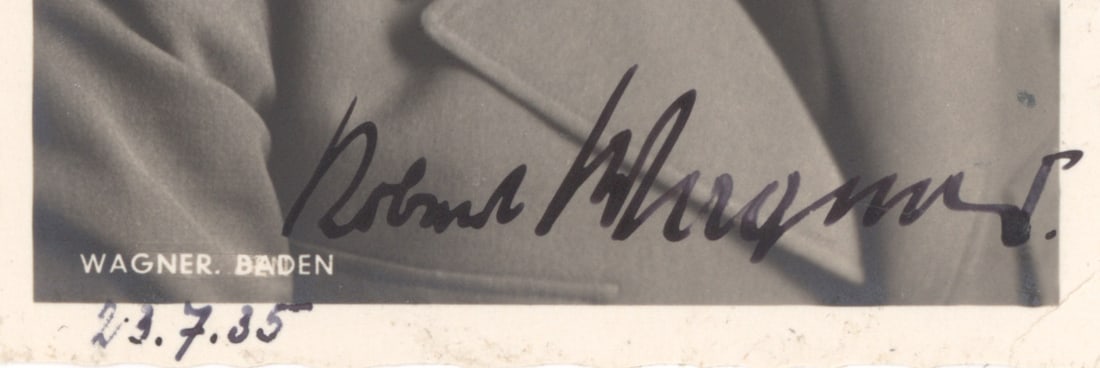 Robert Wagner
WAGNER. BADEN
23.7.35